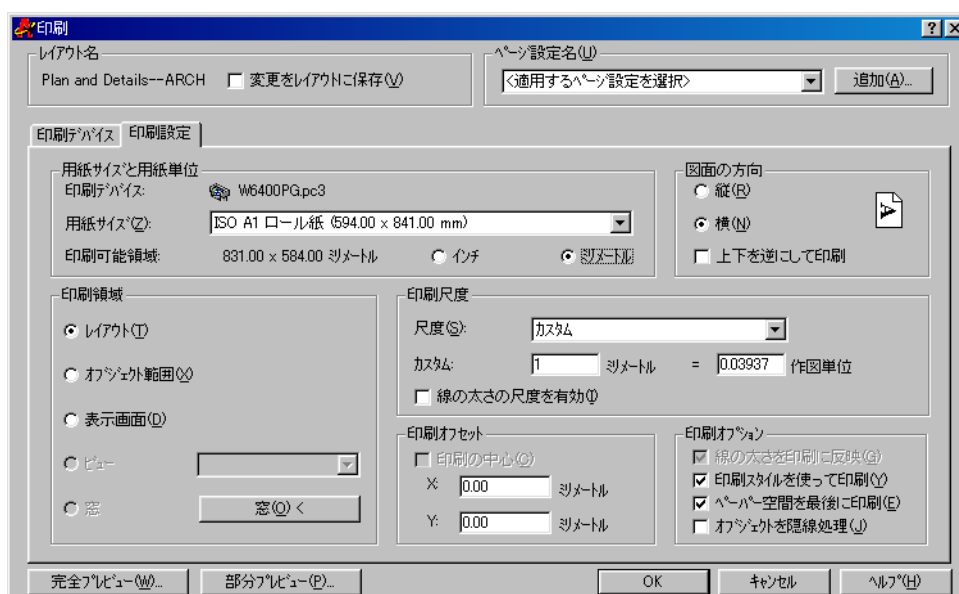 印刷
レイアウト名
Plan and Details--ARCH 変更をレイアウトに保存(V)
ページ設定名(U)
<適用するページ設定を選択> 追加(A)...
印刷デバイス 印刷設定
用紙サイズと用紙単位
印刷デバイス: W6400PG.pc3
用紙サイズ(Z): ISO A1 ロール紙 (594.00 x 841.00 mm)
印刷可能領域: 831.00 x 584.00 ミリメートル インチ ミリメートル
図面の方向
縦(R)
横(N)
上下を逆にして印刷
A
印刷領域
レイアウト(T)
オブジェクト範囲(X)
表示画面(D)
ビュー
窓 窓(O) <
印刷尺度
尺度(S): カスタム
カスタム: 1 ミリメートル = 0.03937 作図単位
線の太さの尺度を有効(I)
印刷オフセット
印刷の中心(C)
X: 0.00 ミリメートル
Y: 0.00 ミリメートル
印刷オプション
線の太さを印刷に反映(G)
印刷スタイルを使って印刷(Y)
ペーパー空間を最後に印刷(E)
オブジェクトを隠線処理(J)
完全プレビュー(W)... 部分プレビュー(P)... OK キャンセル ヘルプ(H)